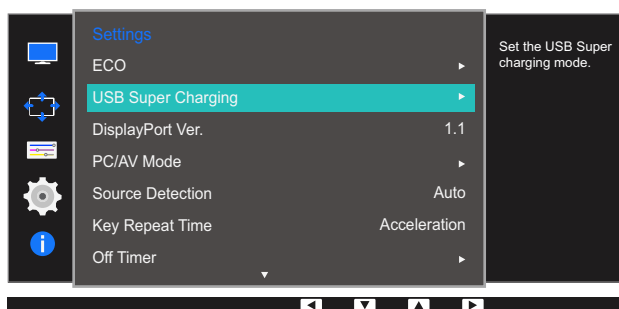 Settings
ECO
USB Super Charging
DisplayPort Ver. 1.1
PC/AV Mode
Source Detection Auto
Key Repeat Time Acceleration
Off Timer
Set the USB Super
charging mode.